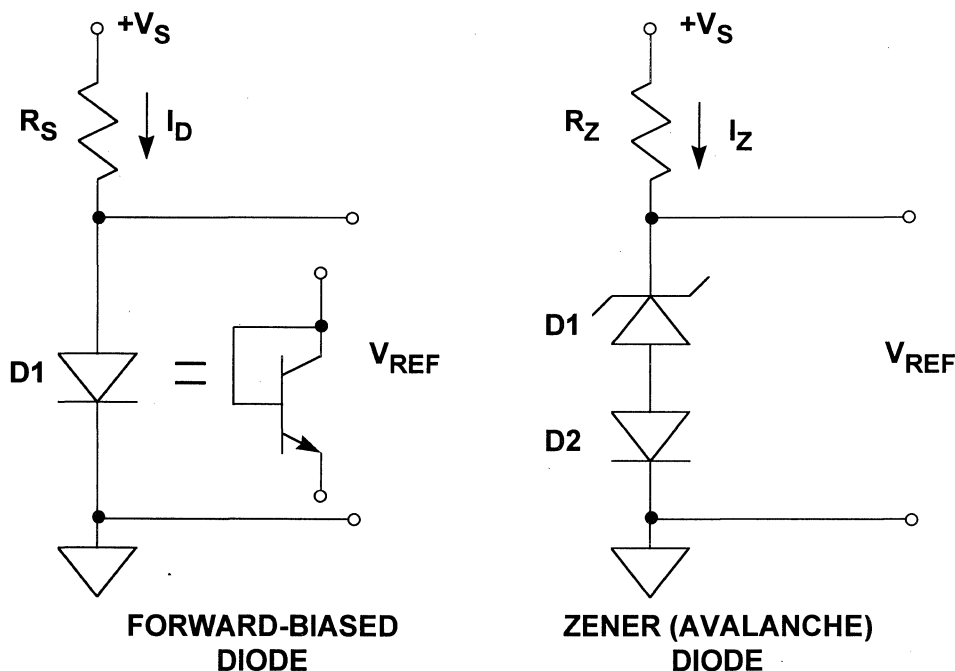 +VS
RS
ID
D1
=
VREF
FORWARD-BIASED
DIODE
+VS
RZ
IZ
D1
D2
VREF
ZENER (AVALANCHE)
DIODE